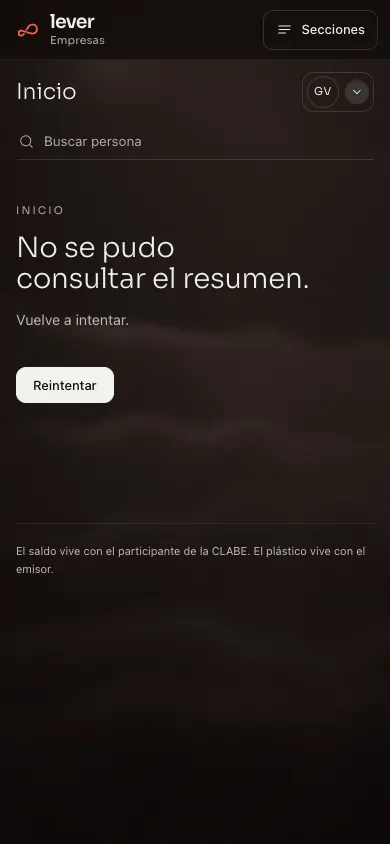 lever
Empresas
Secciones
Inicio
GV
Buscar persona
INICIO
No se pudo
consultar el resumen.
Vuelve a intentar.
Reintentar
El saldo vive con el participante de la CLABE. El plástico vive con el
emisor.